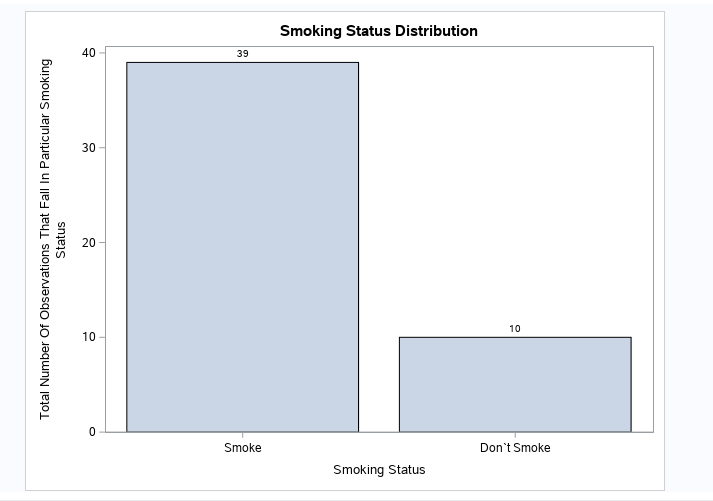 Smoking Status Distribution
Total Number Of Observations That Fall In Particular Smoking
Status
40
30
20
10
0
39
10
Smoke
Don`t Smoke
Smoking Status